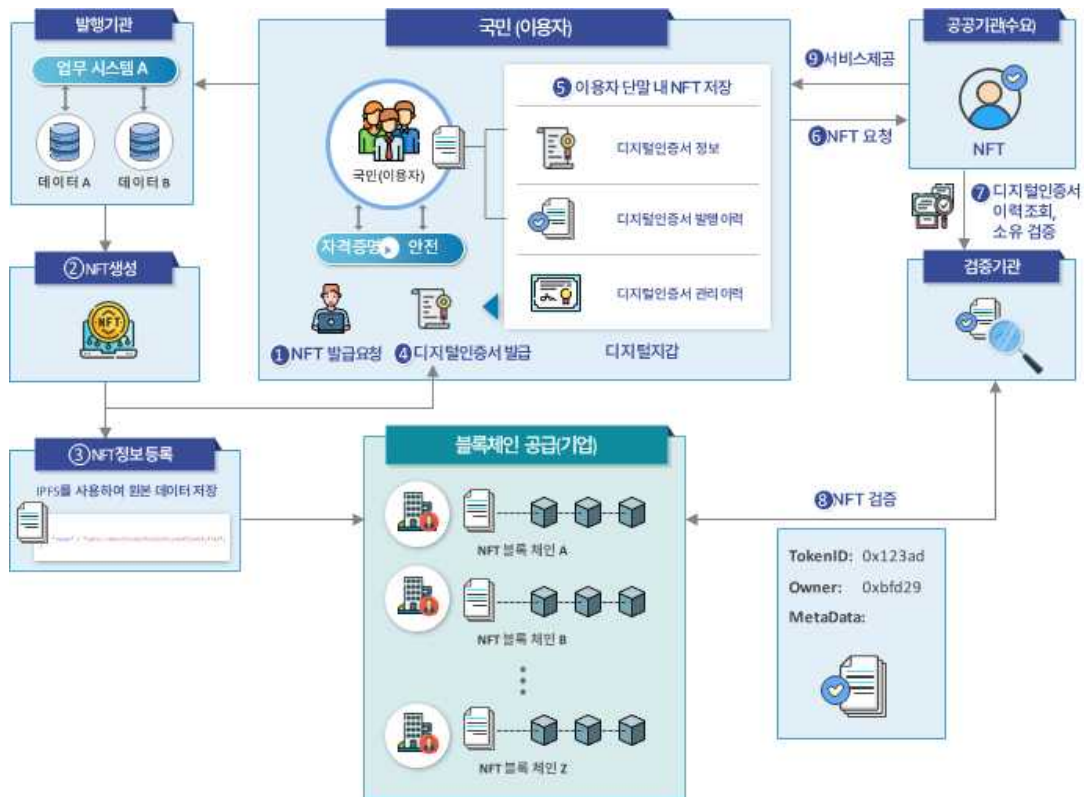 발행기관
업무 시스템 A
데이터 A
데이터 B
②NFT생성
③NFT정보등록
IPFS를 사용하여 원본 데이터 저장
국민 (이용자)
국민(이용자)
자격증명
안전
❶NFT 발급요청
❹디지털인증서 발급
❺이용자 단말 내 NFT 저장
디지털인증서 정보
디지털인증서 발행 이력
디지털인증서 관리 이력
디지털지갑
❾서비스제공
❻NFT 요청
공공기관(수요)
NFT
❼디지털인증서
이력조회,
소유 검증
검증기관
블록체인 공급(기업)
NFT 블록 체인 A
NFT 블록 체인 B
NFT 블록 체인 Z
❽NFT 검증
TokenID: 0x123ad
Owner: 0xbfd29
MetaData:
NFT